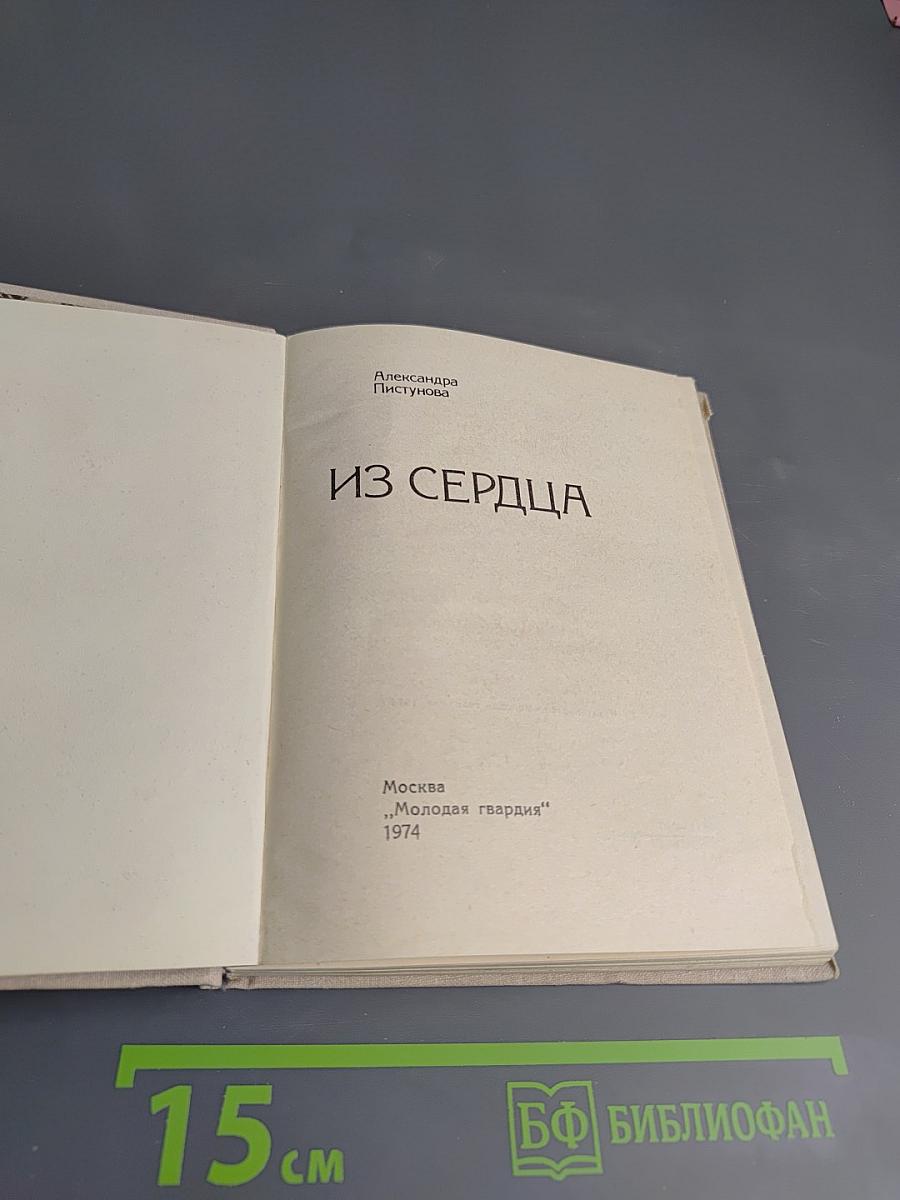 Александра
Пистунова
ИЗ СЕРДЦА
Москва
„Молодая гвардия“
1974
15 см
БФ БИБЛИОФАН